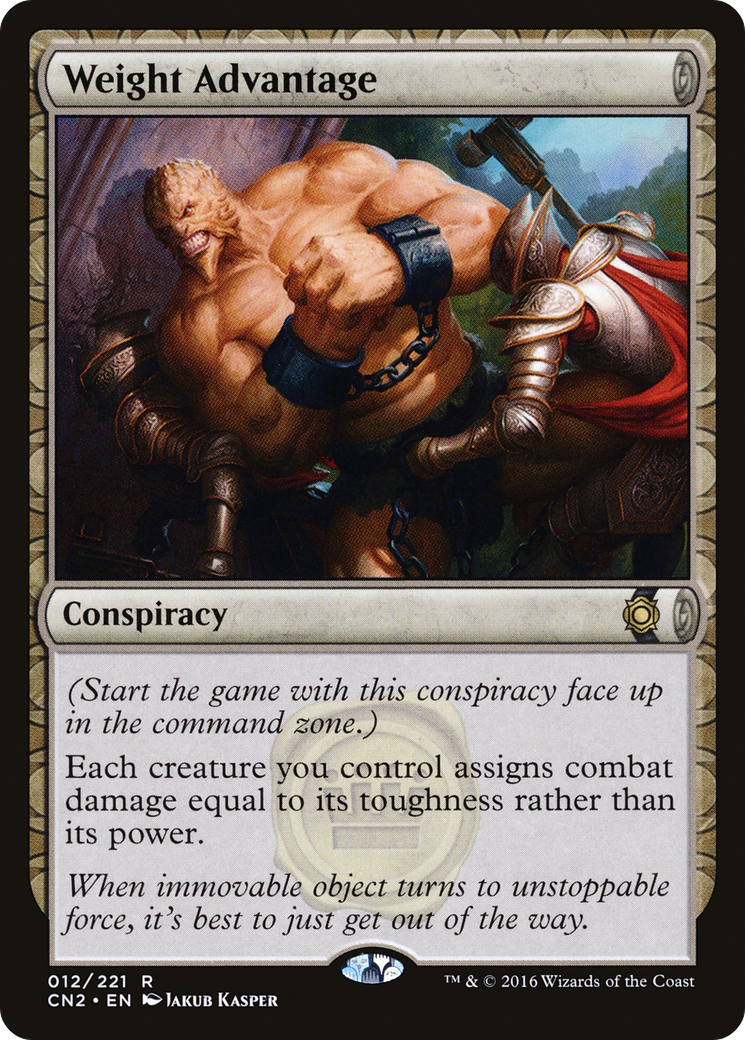 Weight Advantage
Conspiracy
(Start the game with this conspiracy face up
in the command zone.)
Each creature you control assigns combat
damage equal to its toughness rather than
its power.
When immovable object turns to unstoppable
force, it's best to just get out of the way.
012/221 R
CN2 • EN Jakub Kasper
™ & © 2016 Wizards of the Coast